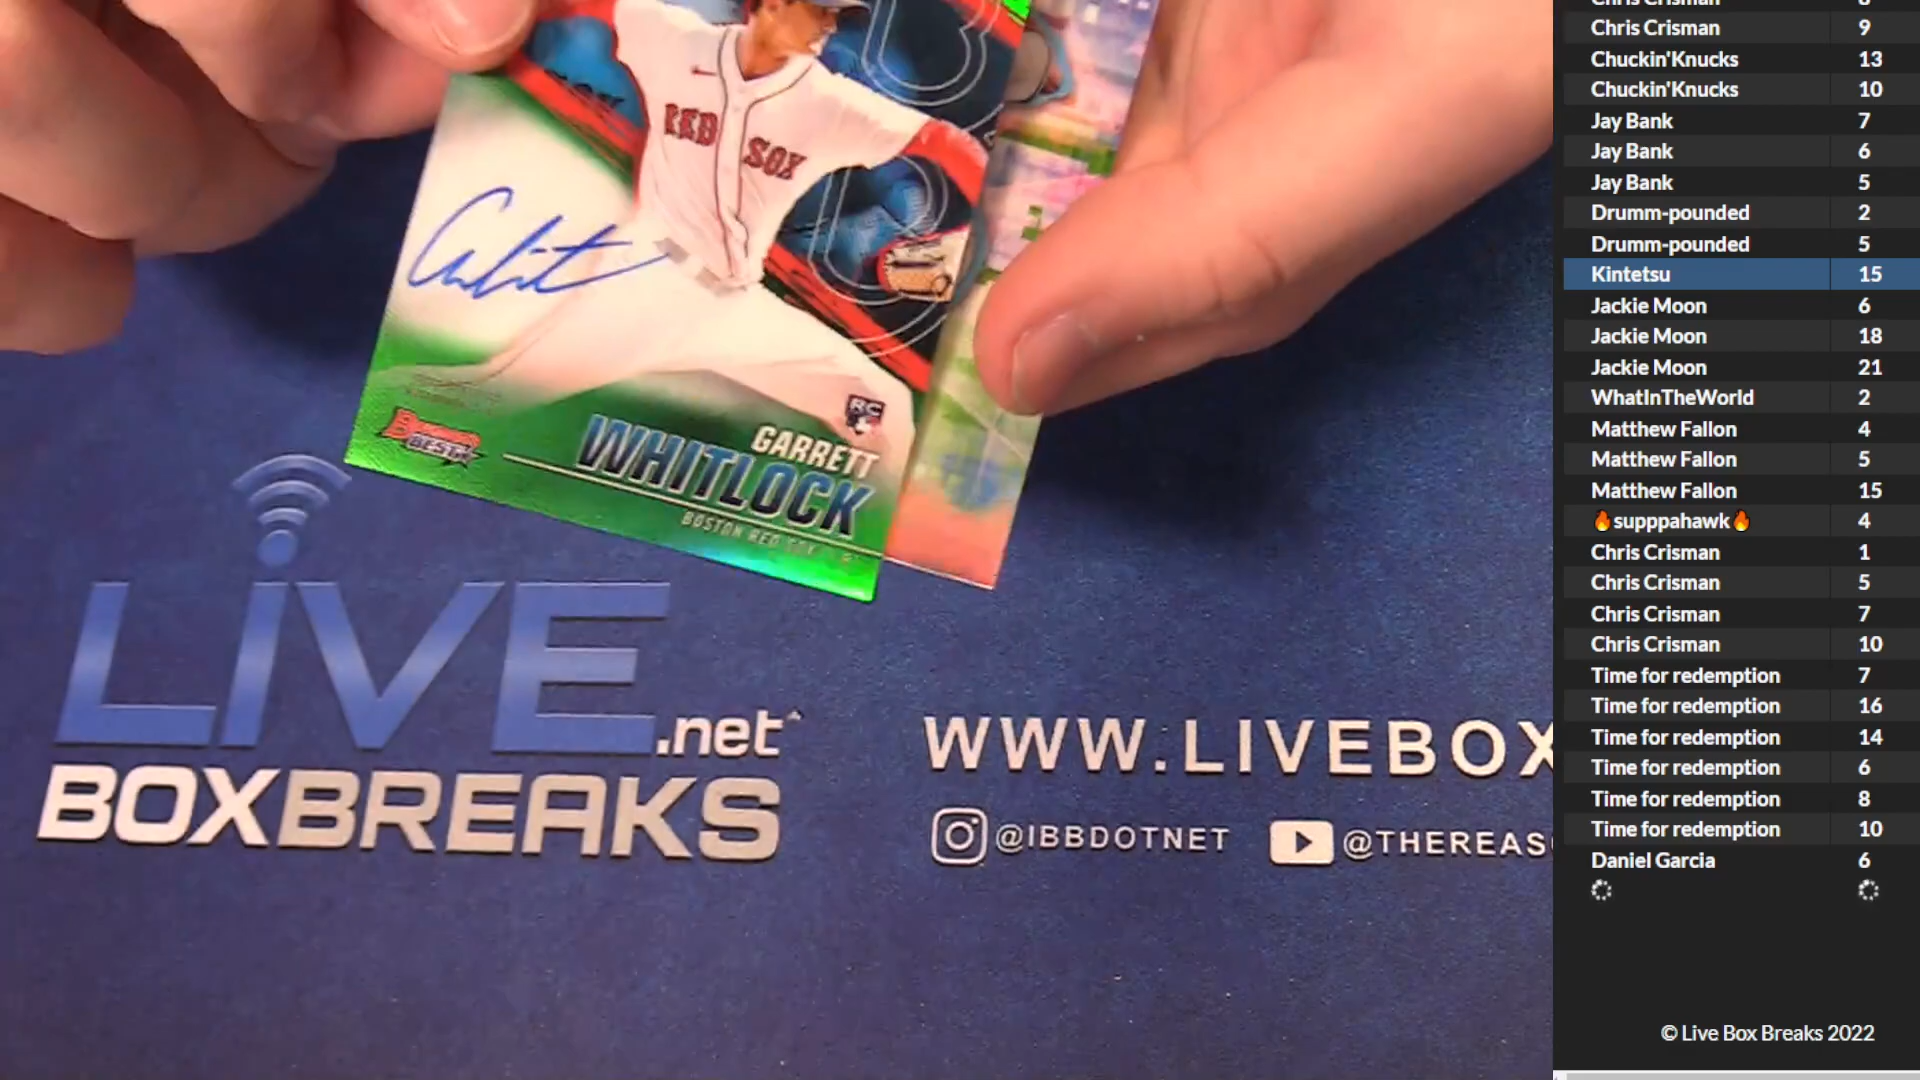 RED SOX
RC
Bowman's
BEST
GARRETT
WHITLOCK
BOSTON RED SOX
LiVE
.net
BOXBREAKS
WWW.LIVEBOX
@IBBDOTNET
@THEREAS
Chris Crisman 8
Chris Crisman 9
Chuckin'Knucks 13
Chuckin'Knucks 10
Jay Bank 7
Jay Bank 6
Jay Bank 5
Drumm-pounded 2
Drumm-pounded 5
Kintetsu 15
Jackie Moon 6
Jackie Moon 18
Jackie Moon 21
WhatInTheWorld 2
Matthew Fallon 4
Matthew Fallon 5
Matthew Fallon 15
🔥supppahawk🔥 4
Chris Crisman 1
Chris Crisman 5
Chris Crisman 7
Chris Crisman 10
Time for redemption 7
Time for redemption 16
Time for redemption 14
Time for redemption 6
Time for redemption 8
Time for redemption 10
Daniel Garcia 6
© Live Box Breaks 2022